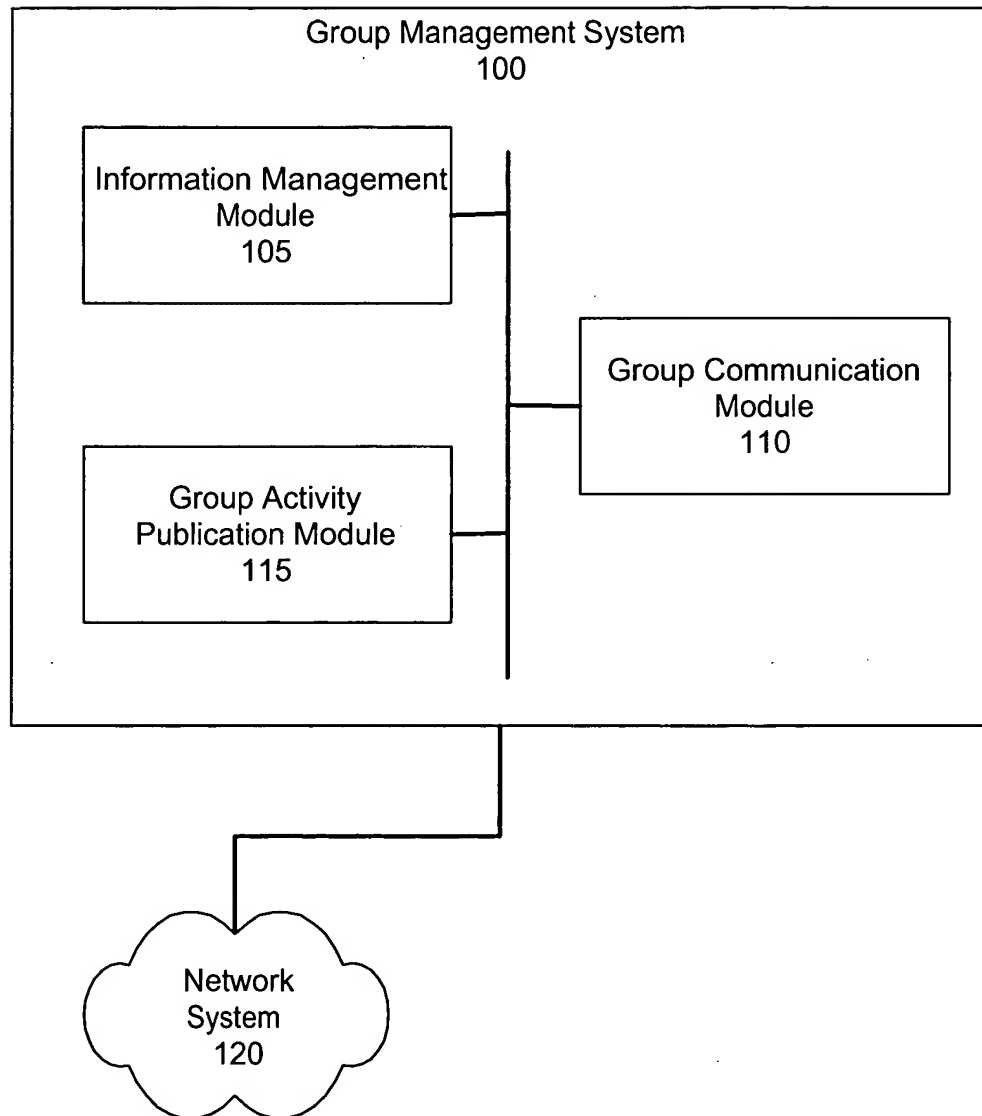 Group Management System
100
Information Management
Module
105
Group Communication
Module
110
Group Activity
Publication Module
115
Network
System
120